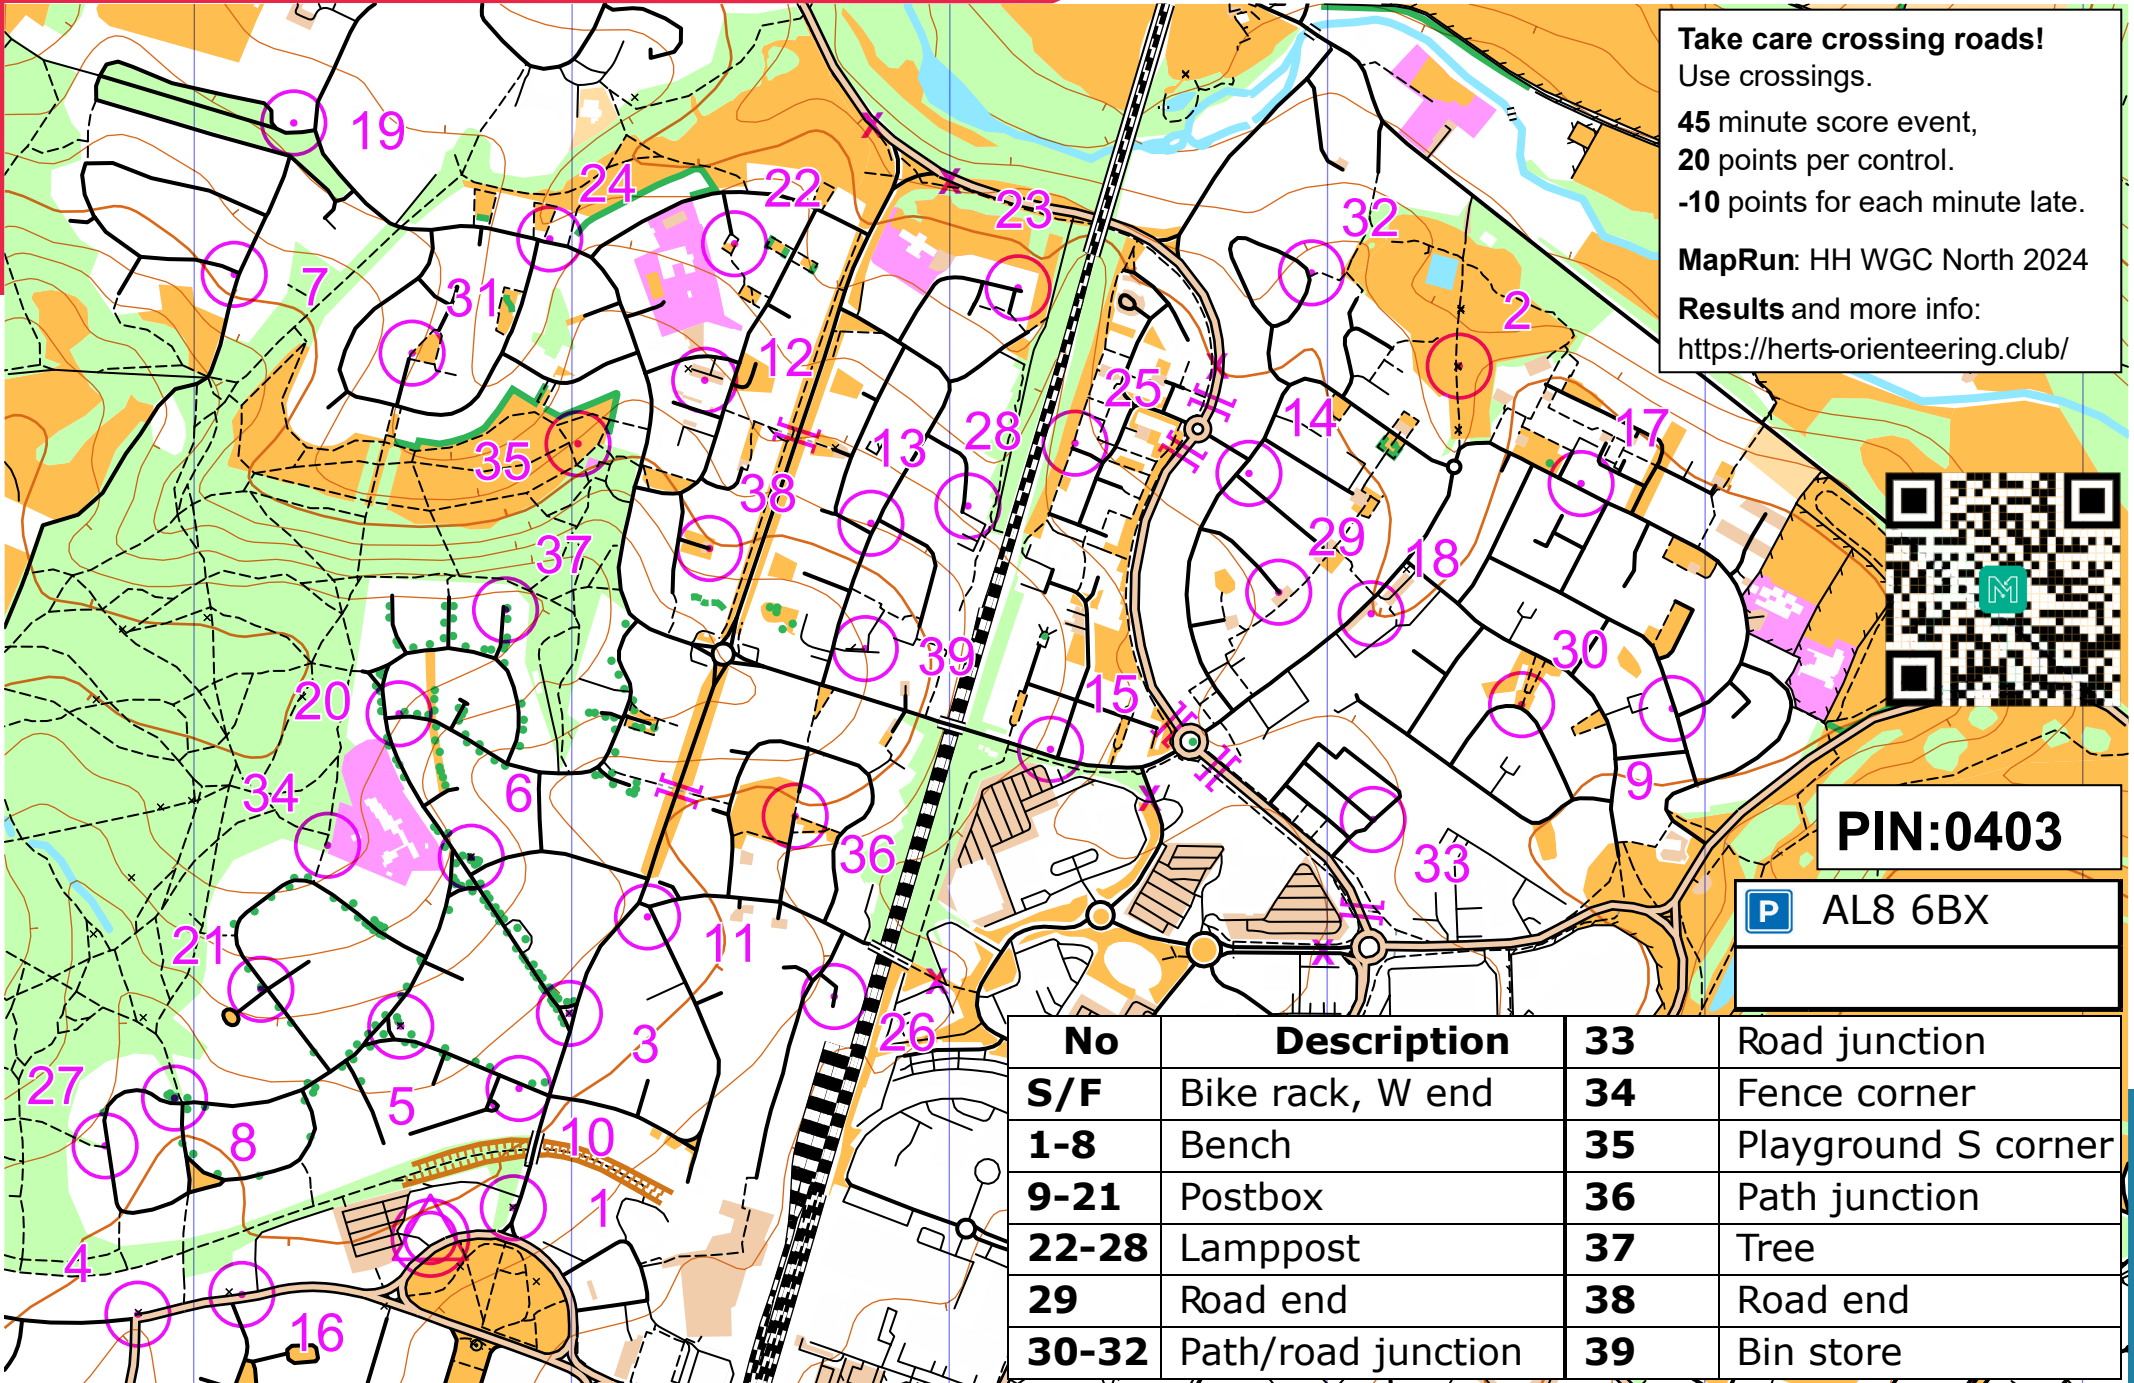 Take care crossing roads!
Use crossings.
45 minute score event,
20 points per control.
-10 points for each minute late.
MapRun: HH WGC North 2024
Results and more info:
https://herts-orienteering.club/
19
24
22
23
32
7
31
2
12
25
14
17
35
13
28
38
37
29
18
20
39
30
15
34
6
9
36
33
21
11
26
3
27
5
8
10
1
4
16
X
X
X
X
X
X
M
PIN:0403
P AL8 6BX
No Description
S/F Bike rack, W end
1-8 Bench
9-21 Postbox
22-28 Lamppost
29 Road end
30-32 Path/road junction
33 Road junction
34 Fence corner
35 Playground S corner
36 Path junction
37 Tree
38 Road end
39 Bin store